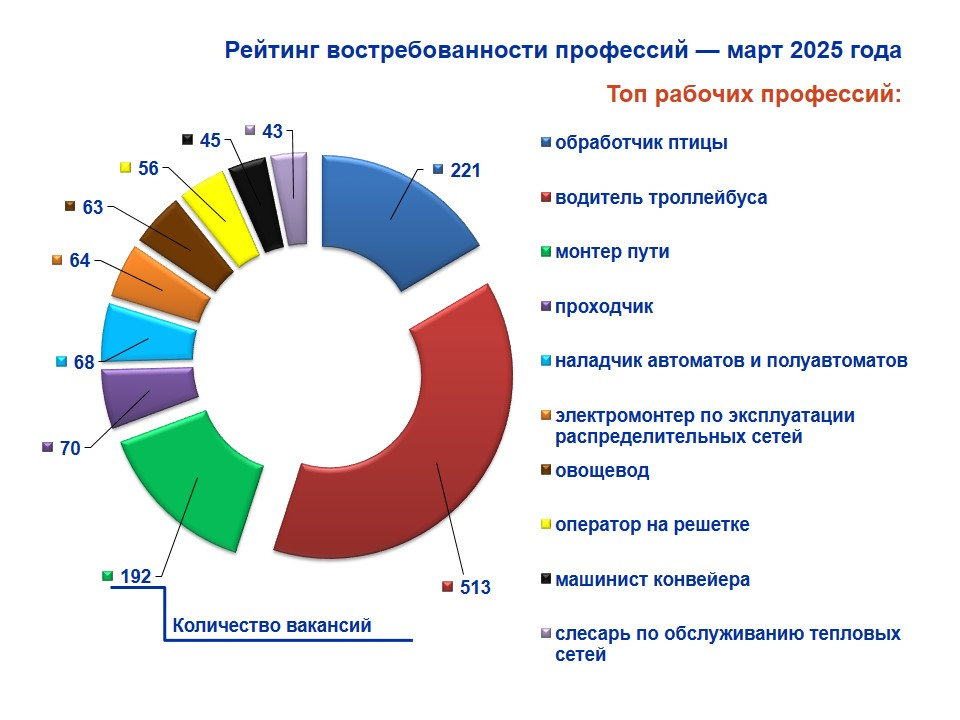 Рейтинг востребованности профессий — март 2025 года
Топ рабочих профессий:
43
45
221
56
63
64
68
70
192
513
Количество вакансий
обработчик птицы
водитель троллейбуса
монтер пути
проходчик
наладчик автоматов и полуавтоматов
электромонтер по эксплуатации
распределительных сетей
овощевод
оператор на решетке
машинист конвейера
слесарь по обслуживанию тепловых
сетей